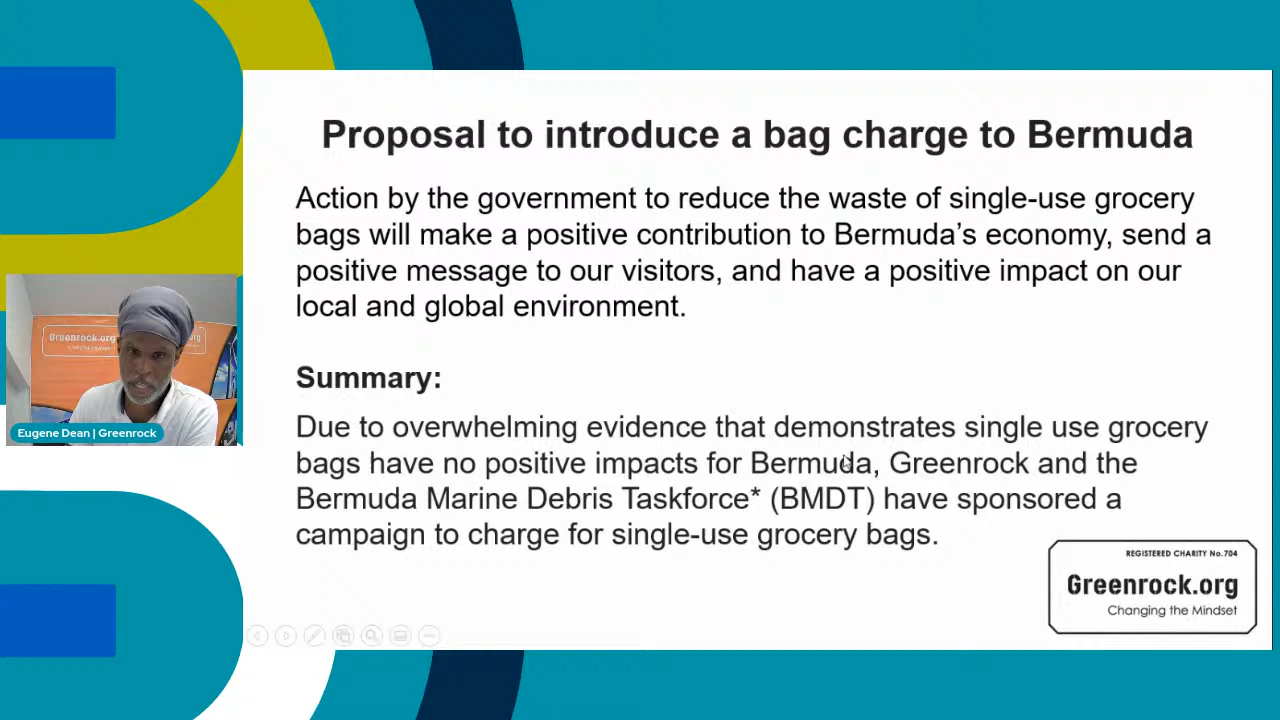 Proposal to introduce a bag charge to Bermuda
Action by the government to reduce the waste of single-use grocery
bags will make a positive contribution to Bermuda’s economy, send a
positive message to our visitors, and have a positive impact on our
local and global environment.
Summary:
Due to overwhelming evidence that demonstrates single use grocery
bags have no positive impacts for Bermuda, Greenrock and the
Bermuda Marine Debris Taskforce* (BMDT) have sponsored a
campaign to charge for single-use grocery bags.
REGISTERED CHARITY No.704
Greenrock.org
Changing the Mindset
Greenrock.org
.org
Eugene Dean | Greenrock